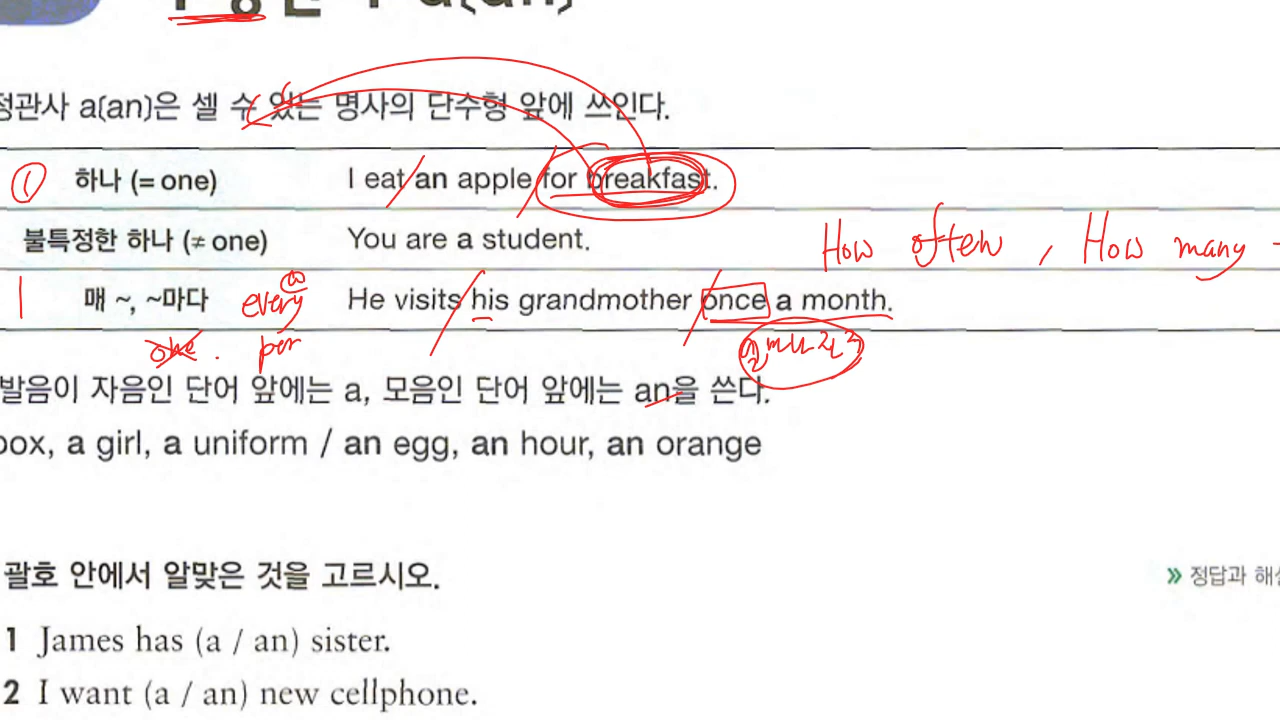 a(an)
정관사 a(an)은 셀 수 있는 명사의 단수형 앞에 쓰인다.
① 하나 (= one) I eat an apple for breakfast.
불특정한 하나 (≠ one) You are a student.
How often , How many
매 ~, ~마다 every He visits his grandmother once a month.
one . per
발음이 자음인 단어 앞에는 a, 모음인 단어 앞에는 an을 쓴다.
box, a girl, a uniform / an egg, an hour, an orange
괄호 안에서 알맞은 것을 고르시오.
» 정답과 해설
1 James has (a / an) sister.
2 I want (a / an) new cellphone.